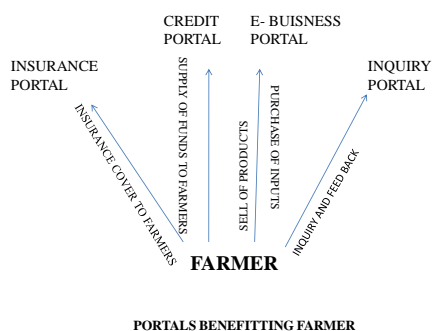 CREDIT
PORTAL
E- BUISNESS
PORTAL
INSURANCE
PORTAL
INQUIRY
PORTAL
INSURANCE COVER TO FARMERS
SUPPLY OF FUNDS TO FARMERS
SELL OF PRODUCTS
PURCHASE OF INPUTS
INQUIRY AND FEED BACK
FARMER
PORTALS BENEFITTING FARMER